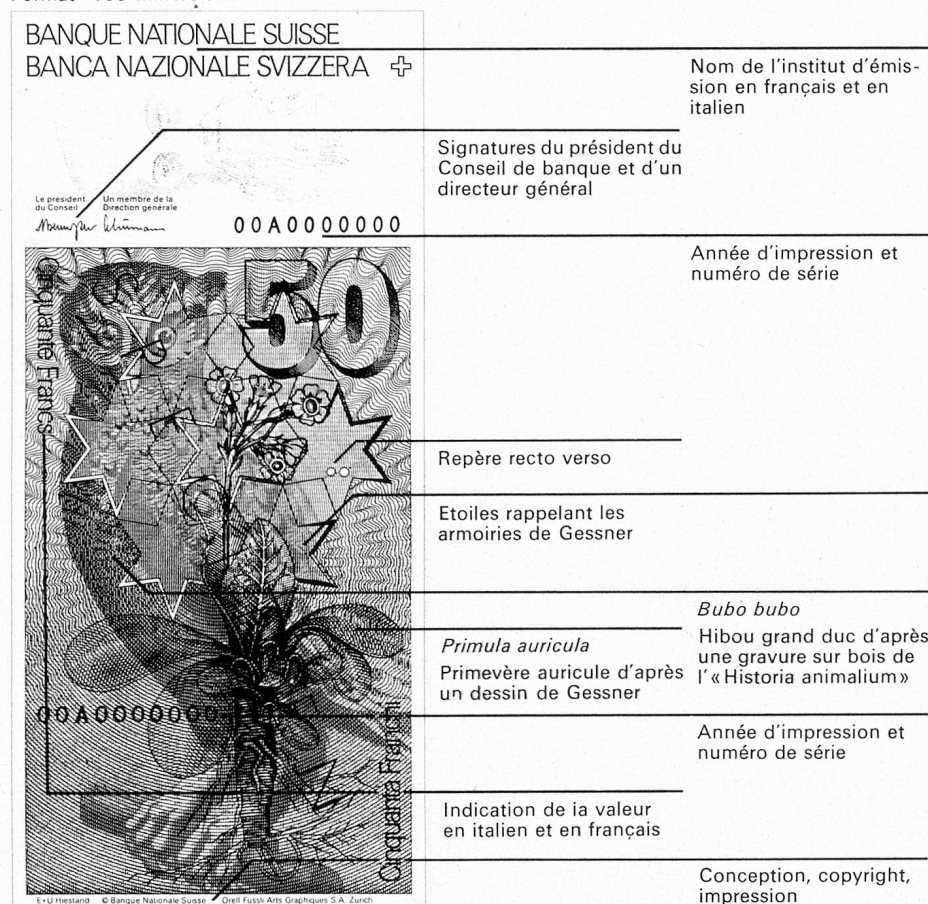 Format
BANQUE NATIONALE SUISSE
BANCA NAZIONALE SVIZZERA
Nom de l'institut d'émis-
sion en français et en
italien
Signatures du président du
Conseil de banque et d'un
directeur général
Le président
du Conseil
Un membre de la
Direction générale
00A0000000
Année d'impression et
numéro de série
50
Cinquante Francs
Repère recto verso
Etoiles rappelant les
armoiries de Gessner
Bubo bubo
Hibou grand duc d'après
une gravure sur bois de
l'«Historia animalium»
Primula auricula
Primevère auricule d'après
un dessin de Gessner
00A0000000
Année d'impression et
numéro de série
Cinquanta Franchi
Indication de la valeur
en italien et en français
Conception, copyright,
impression
E+U Hiestand © Banque Nationale Suisse Orell Füssli Arts Graphiques S.A. Zurich